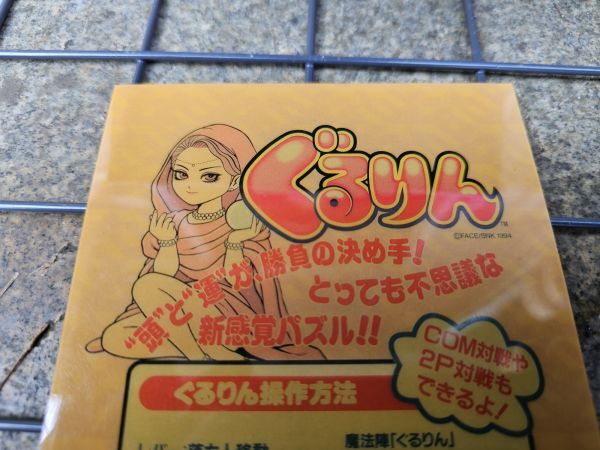 ぐるりん
TM
©FACE/SNK 1994
“頭”と“運”が、勝負の決め手!
とっても不思議な
新感覚パズル!!
COM対戦や
2P対戦も
できるよ!
ぐるりん操作方法
魔法陣「ぐるりん」